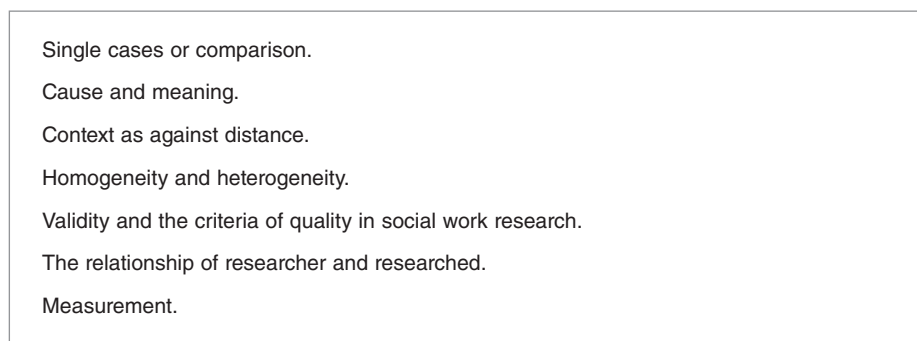 Single cases or comparison.
Cause and meaning.
Context as against distance.
Homogeneity and heterogeneity.
Validity and the criteria of quality in social work research.
The relationship of researcher and researched.
Measurement.